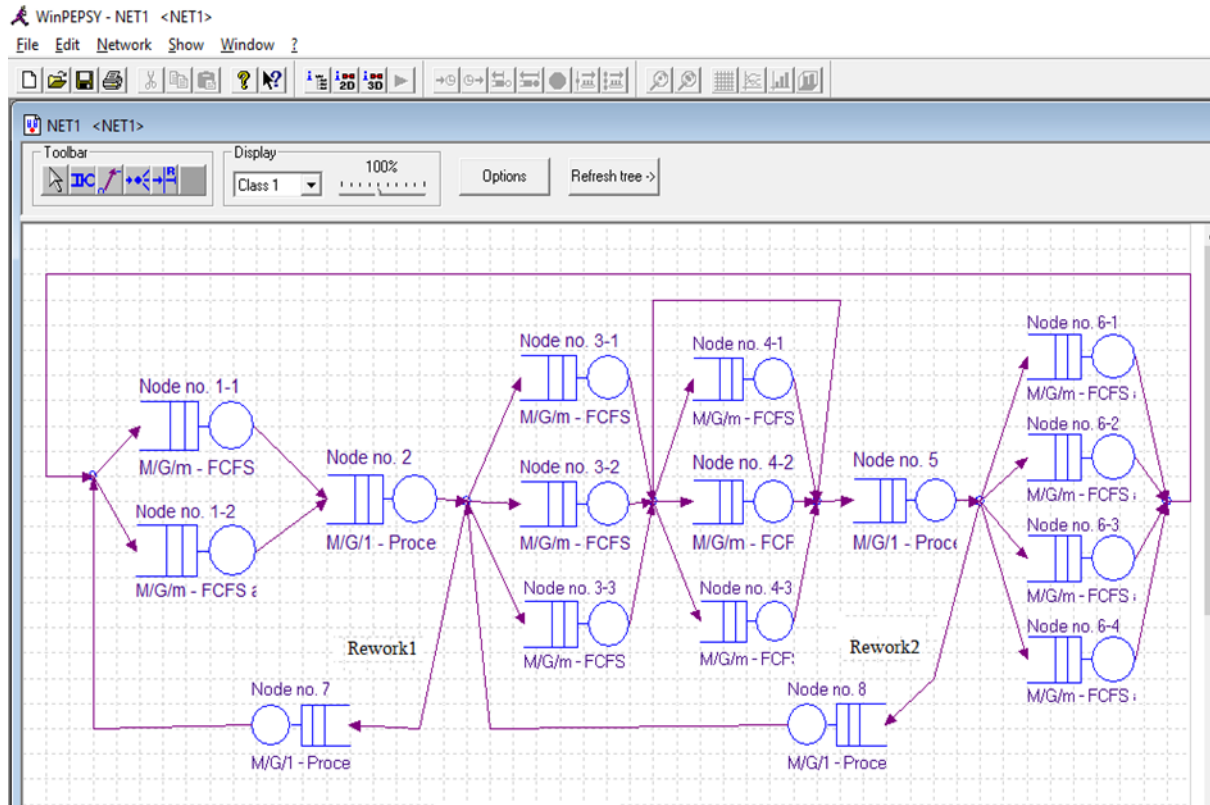 WinPEPSY - NET1 <NET1>
File Edit Network Show Window ?
NET1 <NET1>
Toolbar
Display
Class 1
100%
Options
Refresh tree ->
Node no. 1-1
M/G/m - FCFS
Node no. 1-2
M/G/m - FCFS a
Node no. 2
M/G/1 - Proce
Node no. 3-1
M/G/m - FCFS
Node no. 3-2
M/G/m - FCFS
Node no. 3-3
M/G/m - FCFS
Node no. 4-1
M/G/m - FCFS
Node no. 4-2
M/G/m - FCF
Node no. 4-3
M/G/m - FCF
Node no. 5
M/G/1 - Proce
Node no. 6-1
M/G/m - FCFS
Node no. 6-2
M/G/m - FCFS
Node no. 6-3
M/G/m - FCFS
Node no. 6-4
M/G/m - FCFS
Rework1
Rework2
Node no. 7
M/G/1 - Proce
Node no. 8
M/G/1 - Proce